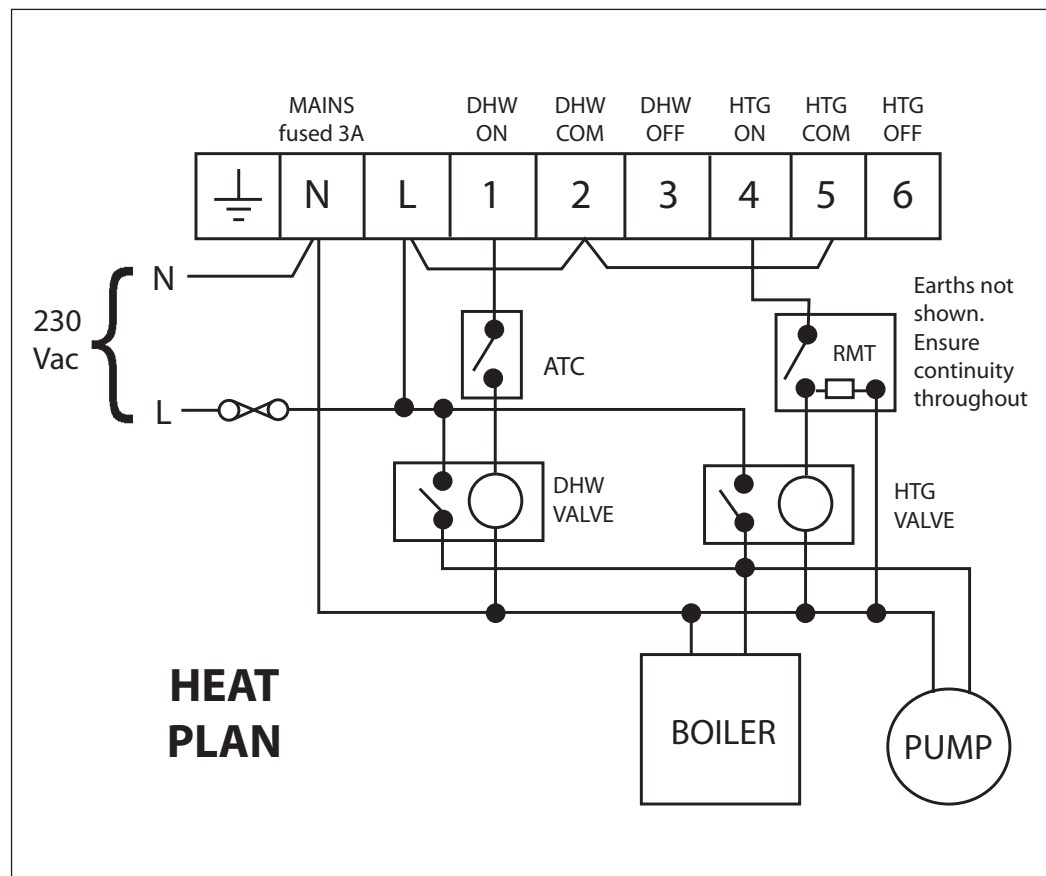 MAINS
fused 3A
DHW
ON
DHW
COM
DHW
OFF
HTG
ON
HTG
COM
HTG
OFF
N L 1 2 3 4 5 6
N
230
Vac
L
ATC
RMT
Earths not
shown.
Ensure
continuity
throughout
DHW
VALVE
HTG
VALVE
HEAT
PLAN
BOILER
PUMP